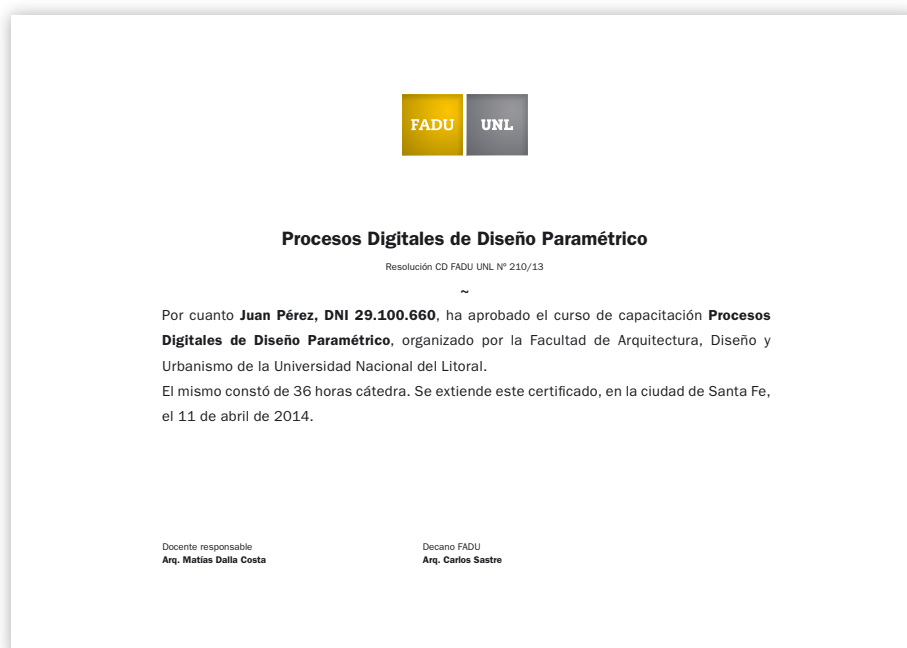 FADU UNL
Procesos Digitales de Diseño Paramétrico
Resolución CD FADU UNL Nº 210/13
~
Por cuanto Juan Pérez, DNI 29.100.660, ha aprobado el curso de capacitación Procesos
Digitales de Diseño Paramétrico, organizado por la Facultad de Arquitectura, Diseño y
Urbanismo de la Universidad Nacional del Litoral.
El mismo constó de 36 horas cátedra. Se extiende este certificado, en la ciudad de Santa Fe,
el 11 de abril de 2014.
Docente responsable
Arq. Matías Dalla Costa
Decano FADU
Arq. Carlos Sastre